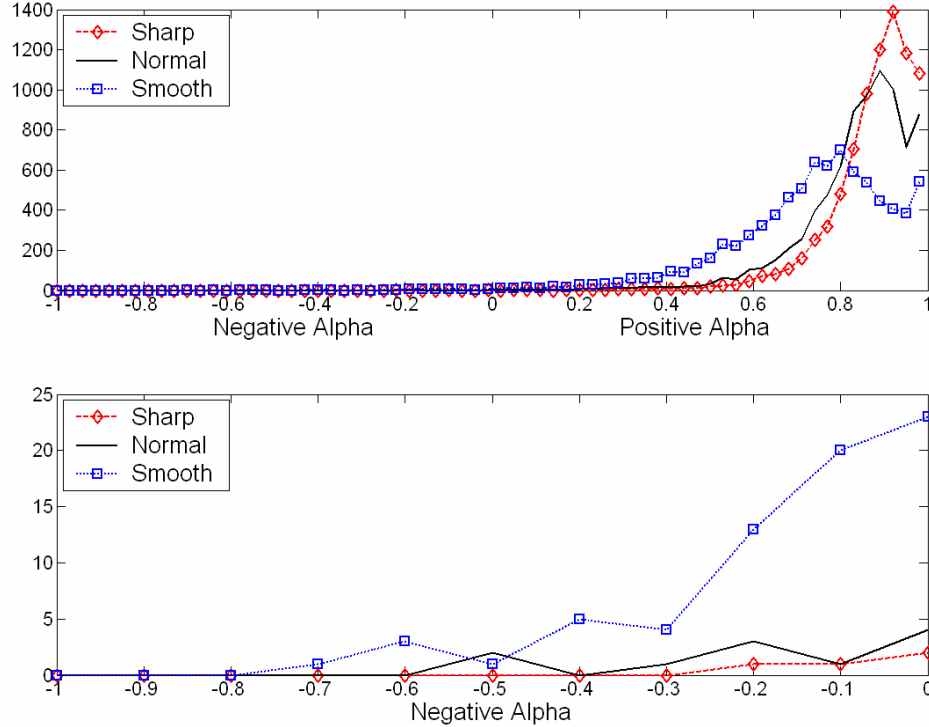 1400
1200
1000
800
600
400
200
0
Sharp
Normal
Smooth
-1 -0.8 -0.6 -0.4 -0.2 0 0.2 0.4 0.6 0.8 1
Negative Alpha Positive Alpha
25
20
15
10
5
0
Sharp
Normal
Smooth
-1 -0.9 -0.8 -0.7 -0.6 -0.5 -0.4 -0.3 -0.2 -0.1 0
Negative Alpha